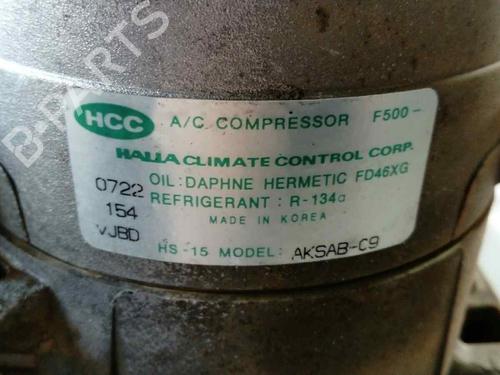 HCC A/C COMPRESSOR F500-
HALLA CLIMATE CONTROL CORP.
OIL: DAPHNE HERMETIC FD46XG
0722 REFRIGERANT : R-134a
154 MADE IN KOREA
VJBD HS-15 MODEL: AKSAB-C9
B-PARTS